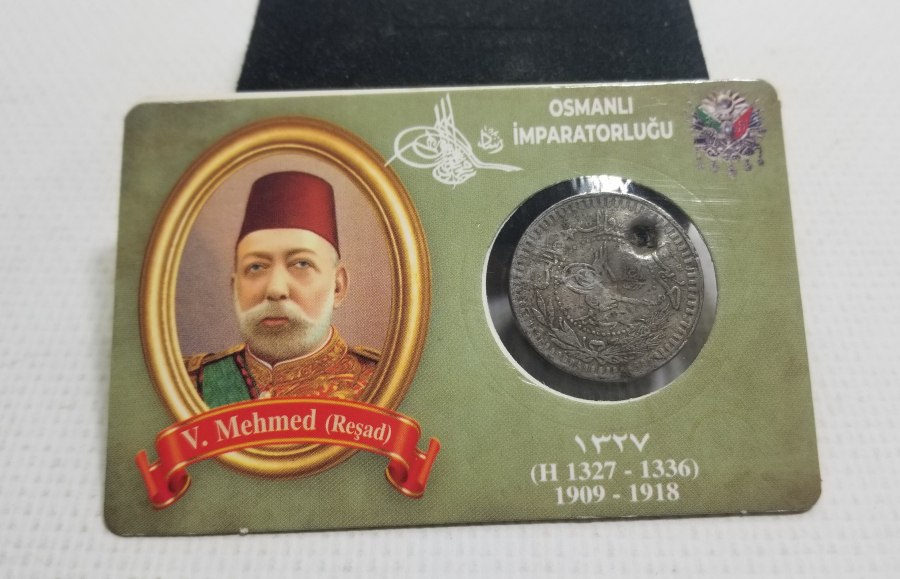 OSMANLI
İMPARATORLUĞU
V. Mehmed (Reşad)
١٣٢٧
(H 1327 - 1336)
1909 - 1918